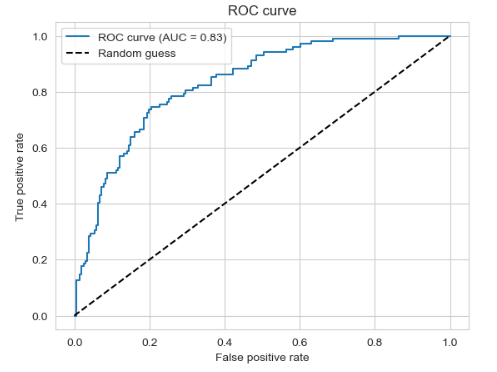 ROC curve
ROC curve (AUC = 0.83)
Random guess
True positive rate
1.0
0.8
0.6
0.4
0.2
0.0
0.0 0.2 0.4 0.6 0.8 1.0
False positive rate